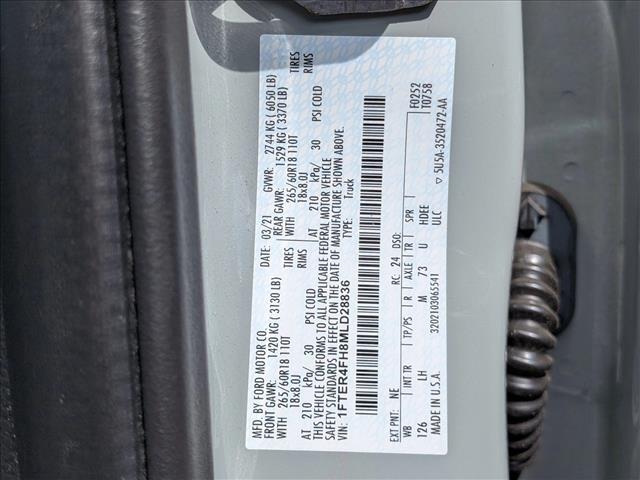 MFD. BY FORD MOTOR CO.
DATE: 03/21 GVWR: 2744 KG ( 6050 LB)
FRONT GAWR: 1420 KG ( 3130 LB) REAR GAWR: 1529 KG ( 3370 LB)
WITH 265/60R18 110T TIRES WITH 265/60R18 110T TIRES
18x8.0J RIMS 18x8.0J RIMS
AT 210 kPa/ 30 PSI COLD AT 210 kPa/ 30 PSI COLD
THIS VEHICLE CONFORMS TO ALL APPLICABLE FEDERAL MOTOR VEHICLE
SAFETY STANDARDS IN EFFECT ON THE DATE OF MANUFACTURE SHOWN ABOVE.
VIN: 1FTER4FH8MLD28836 TYPE: Truck
F0252
T0758
EXT PNT: NE RC: 24 DSO:
WB INT TR TP/PS R AXLE TR SPR
126 LH M 73 U HDEE
ULC
MADE IN U.S.A. 3202103065541 ▽ 5U5A-3520472-AA